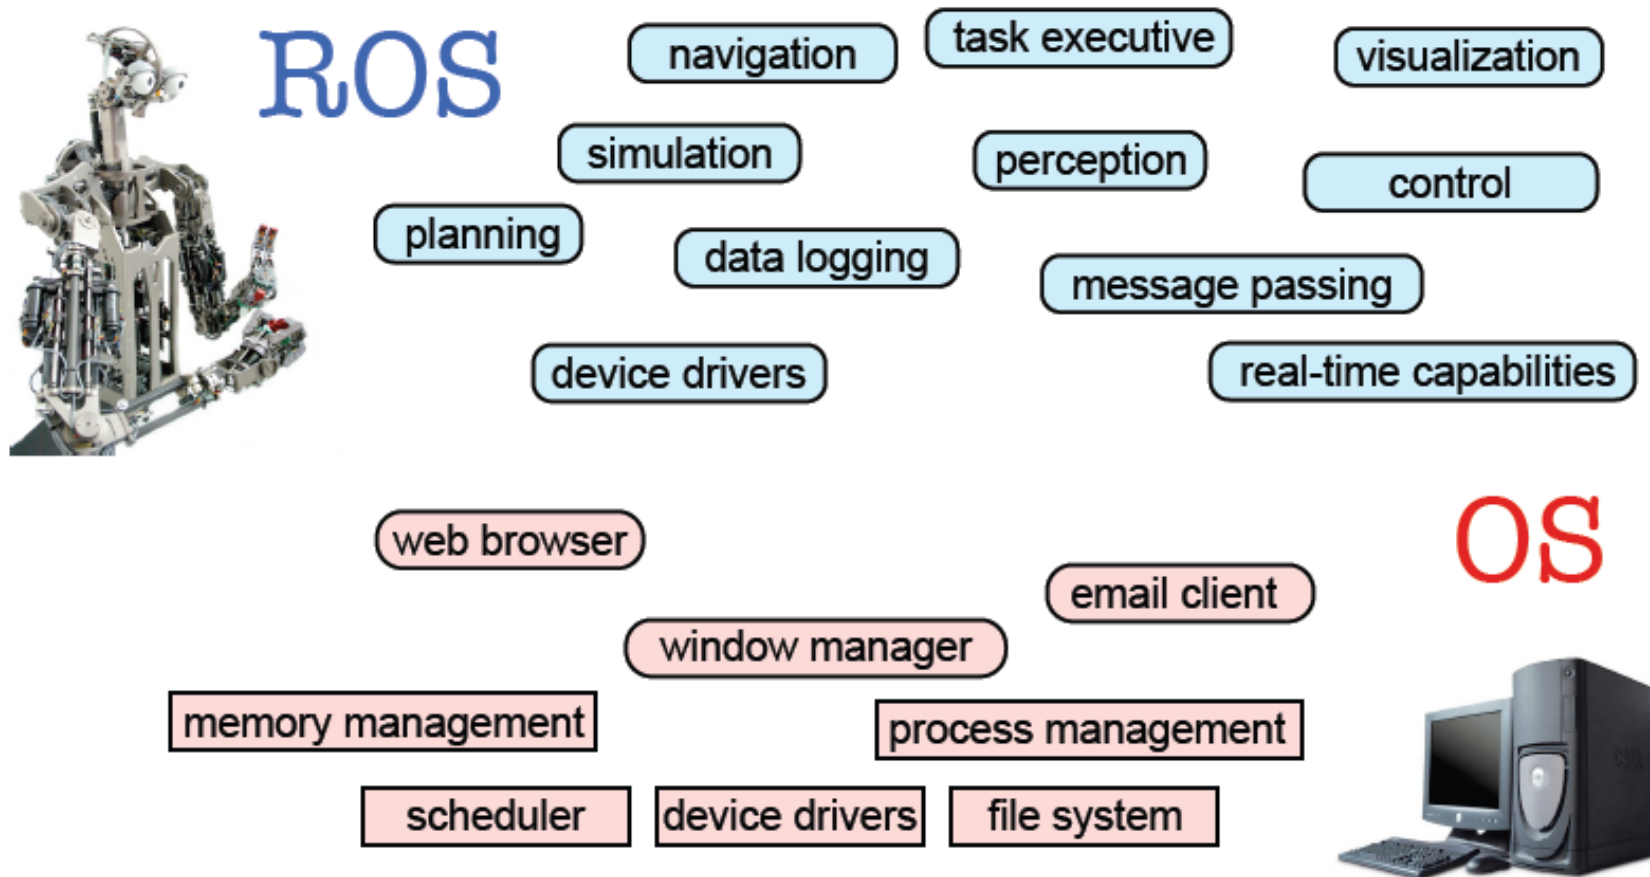 ROS
navigation
task executive
visualization
simulation
perception
control
planning
data logging
message passing
device drivers
real-time capabilities
OS
web browser
email client
window manager
memory management
process management
scheduler
device drivers
file system